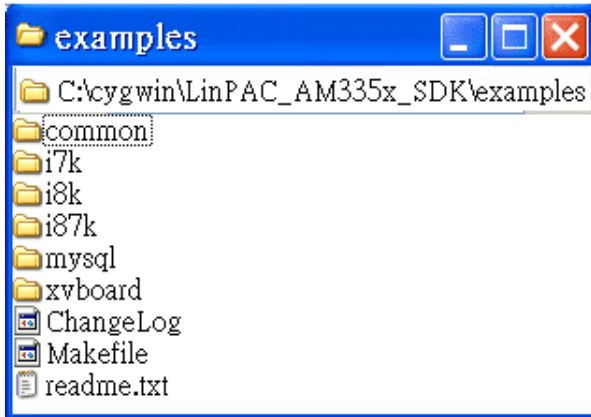 examples
C:\cygwin\LinPAC_AM335x_SDK\examples
common
i7k
i8k
i87k
mysql
xvboard
ChangeLog
Makefile
readme.txt